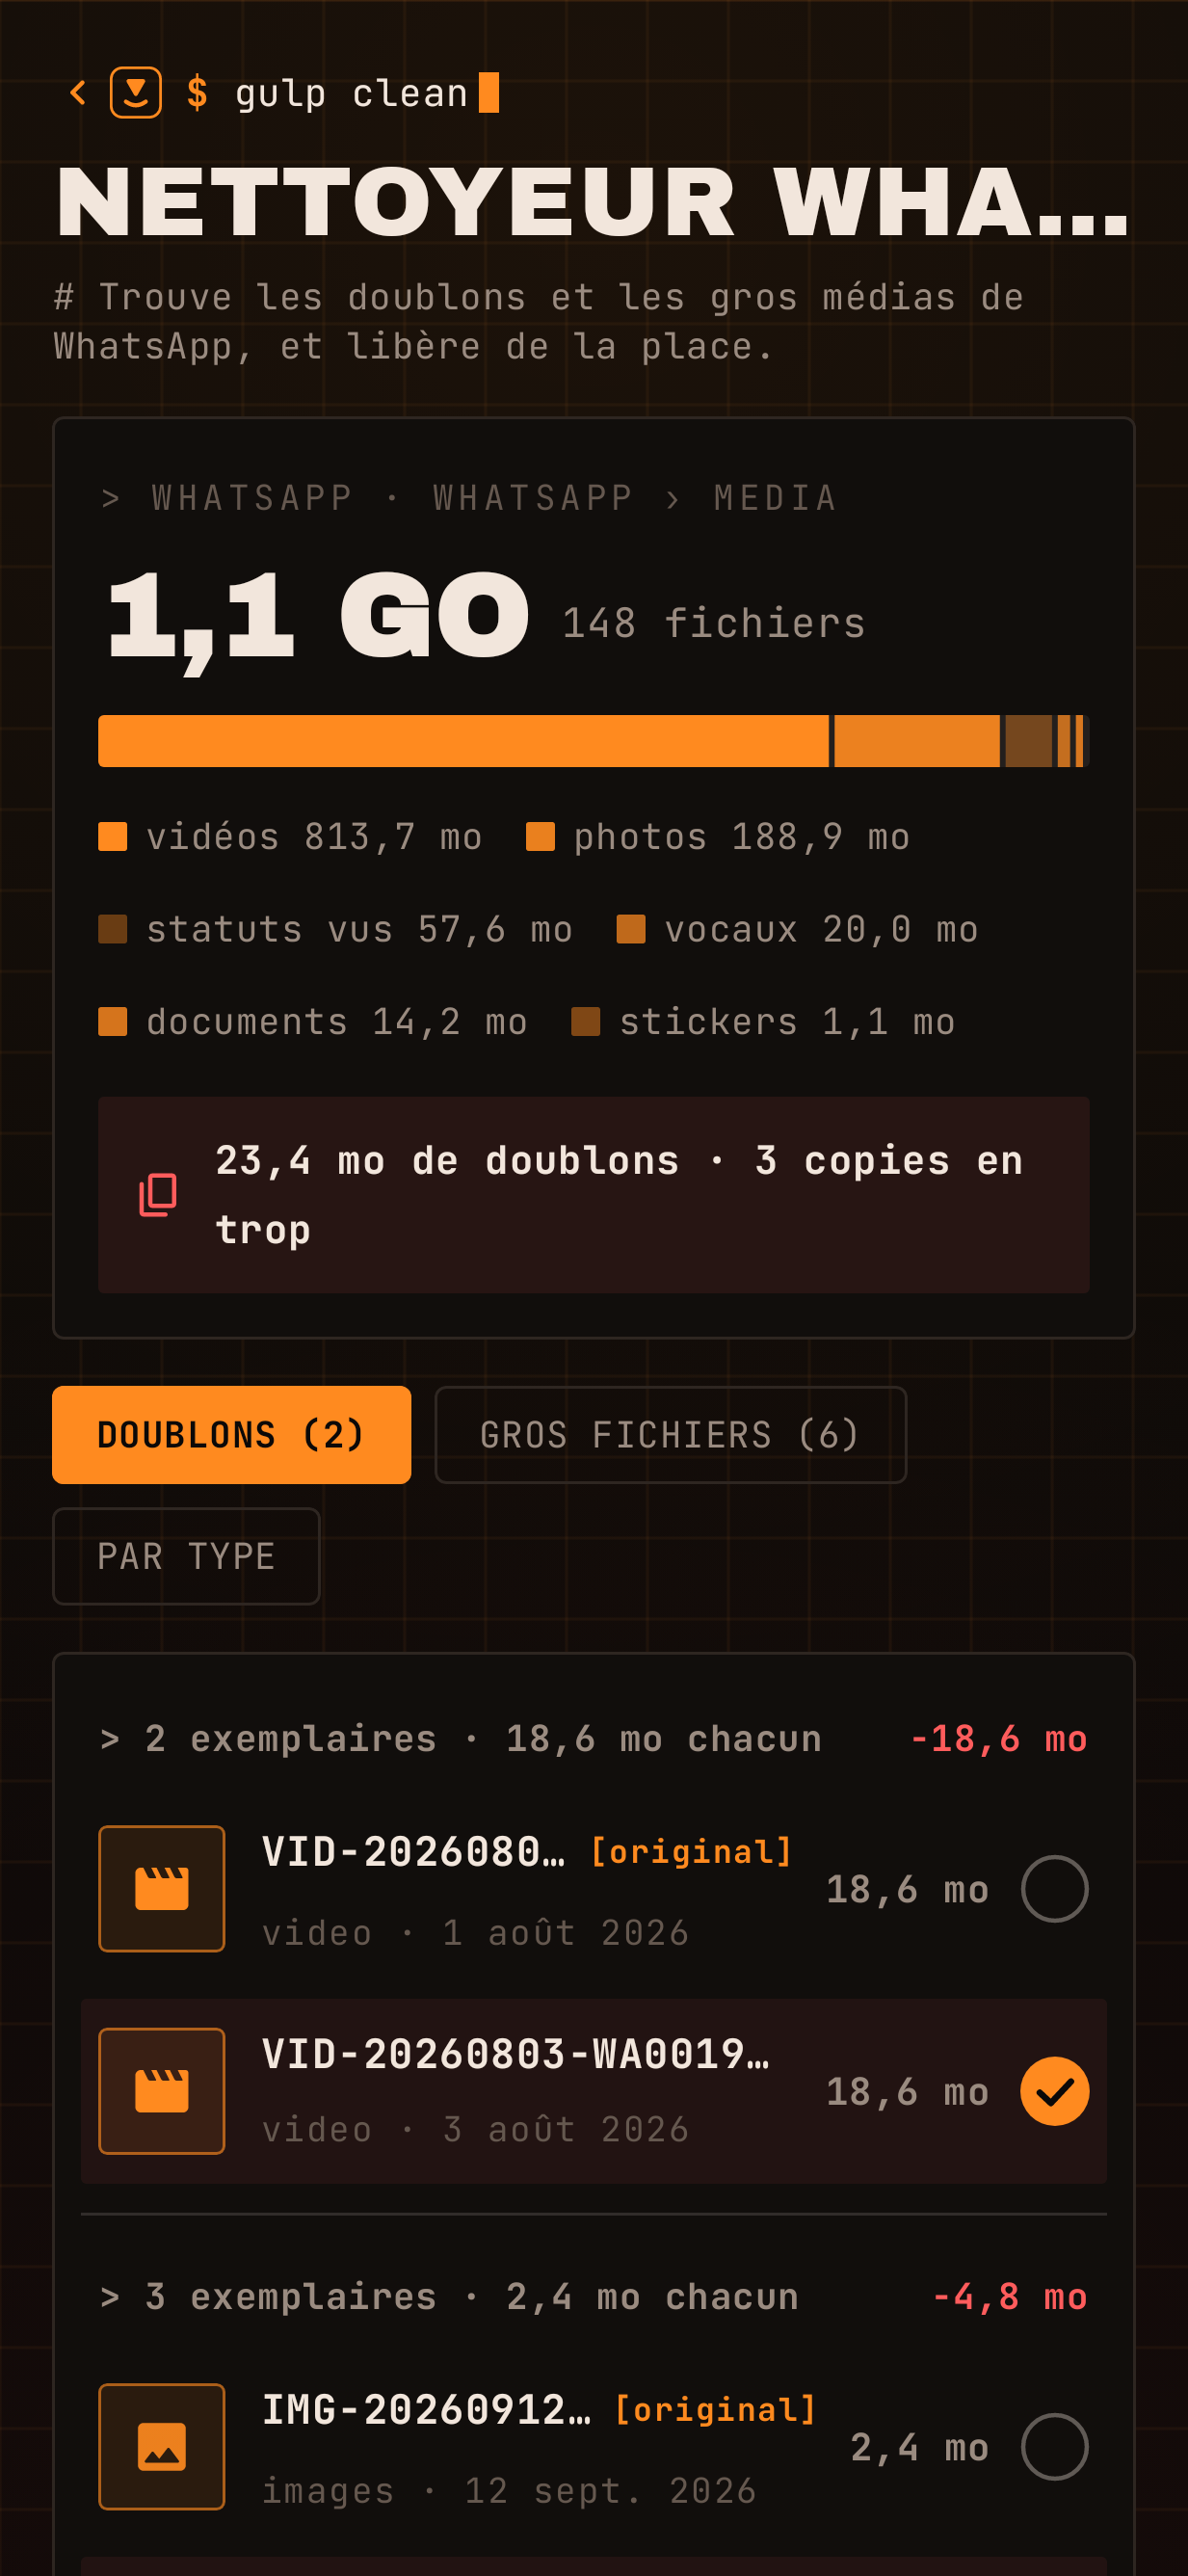 $ gulp clean
NETTOYEUR WHA...
# Trouve les doublons et les gros médias de
WhatsApp, et libère de la place.
> WHATSAPP · WHATSAPP › MEDIA
1,1 GO 148 fichiers
vidéos 813,7 mo photos 188,9 mo
statuts vus 57,6 mo vocaux 20,0 mo
documents 14,2 mo stickers 1,1 mo
23,4 mo de doublons · 3 copies en
trop
DOUBLONS (2) GROS FICHIERS (6)
PAR TYPE
> 2 exemplaires · 18,6 mo chacun -18,6 mo
VID-2026080… [original] 18,6 mo
video · 1 août 2026
VID-20260803-WA0019… 18,6 mo
video · 3 août 2026
> 3 exemplaires · 2,4 mo chacun -4,8 mo
IMG-20260912… [original] 2,4 mo
images · 12 sept. 2026